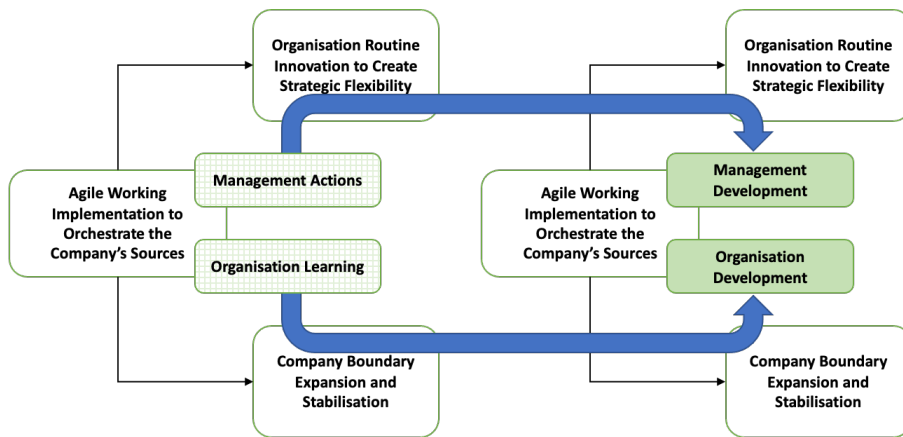 Organisation Routine
Innovation to Create
Strategic Flexibility
Management Actions
Agile Working
Implementation to
Orchestrate the
Company's Sources
Organisation Learning
Company Boundary
Expansion and
Stabilisation
Organisation Routine
Innovation to Create
Strategic Flexibility
Management
Development
Agile Working
Implementation to
Orchestrate the
Company's Sources
Organisation
Development
Company Boundary
Expansion and
Stabilisation